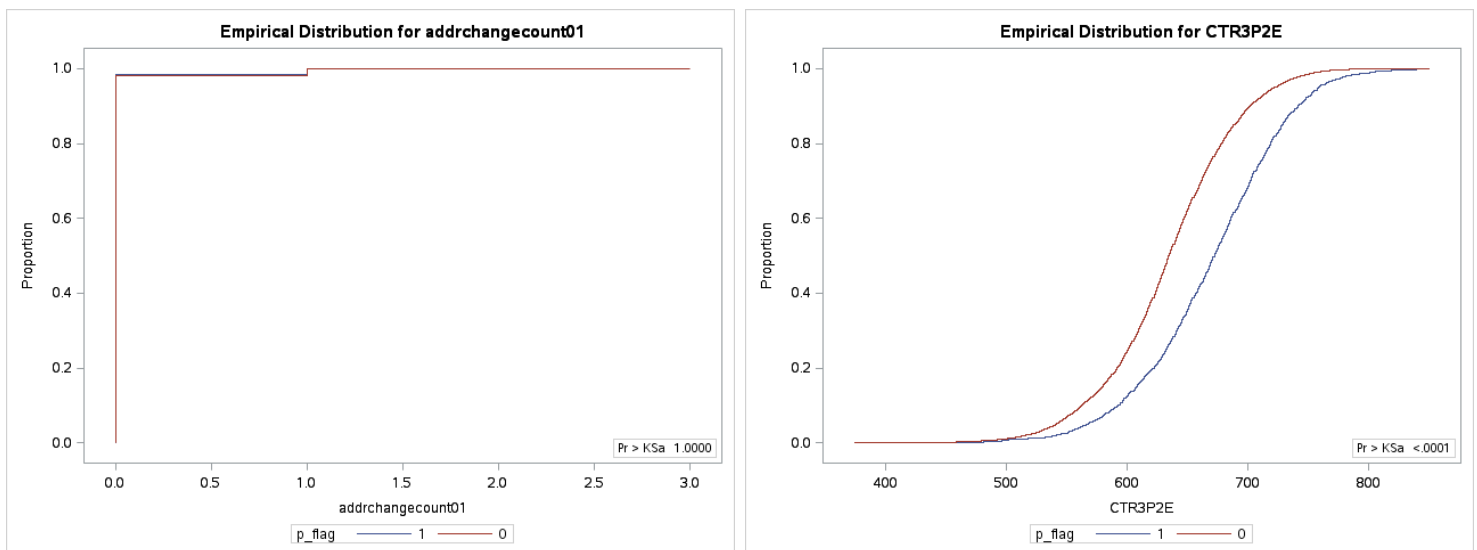 Empirical Distribution for addrchangecount01
1.0
0.8
0.6
0.4
0.2
0.0
Proportion
Pr > KSa 1.0000
0.0 0.5 1.0 1.5 2.0 2.5 3.0
addrchangecount01
p_flag 1 0
Empirical Distribution for CTR3P2E
1.0
0.8
0.6
0.4
0.2
0.0
Proportion
Pr > KSa <.0001
400 500 600 700 800
CTR3P2E
p_flag 1 0